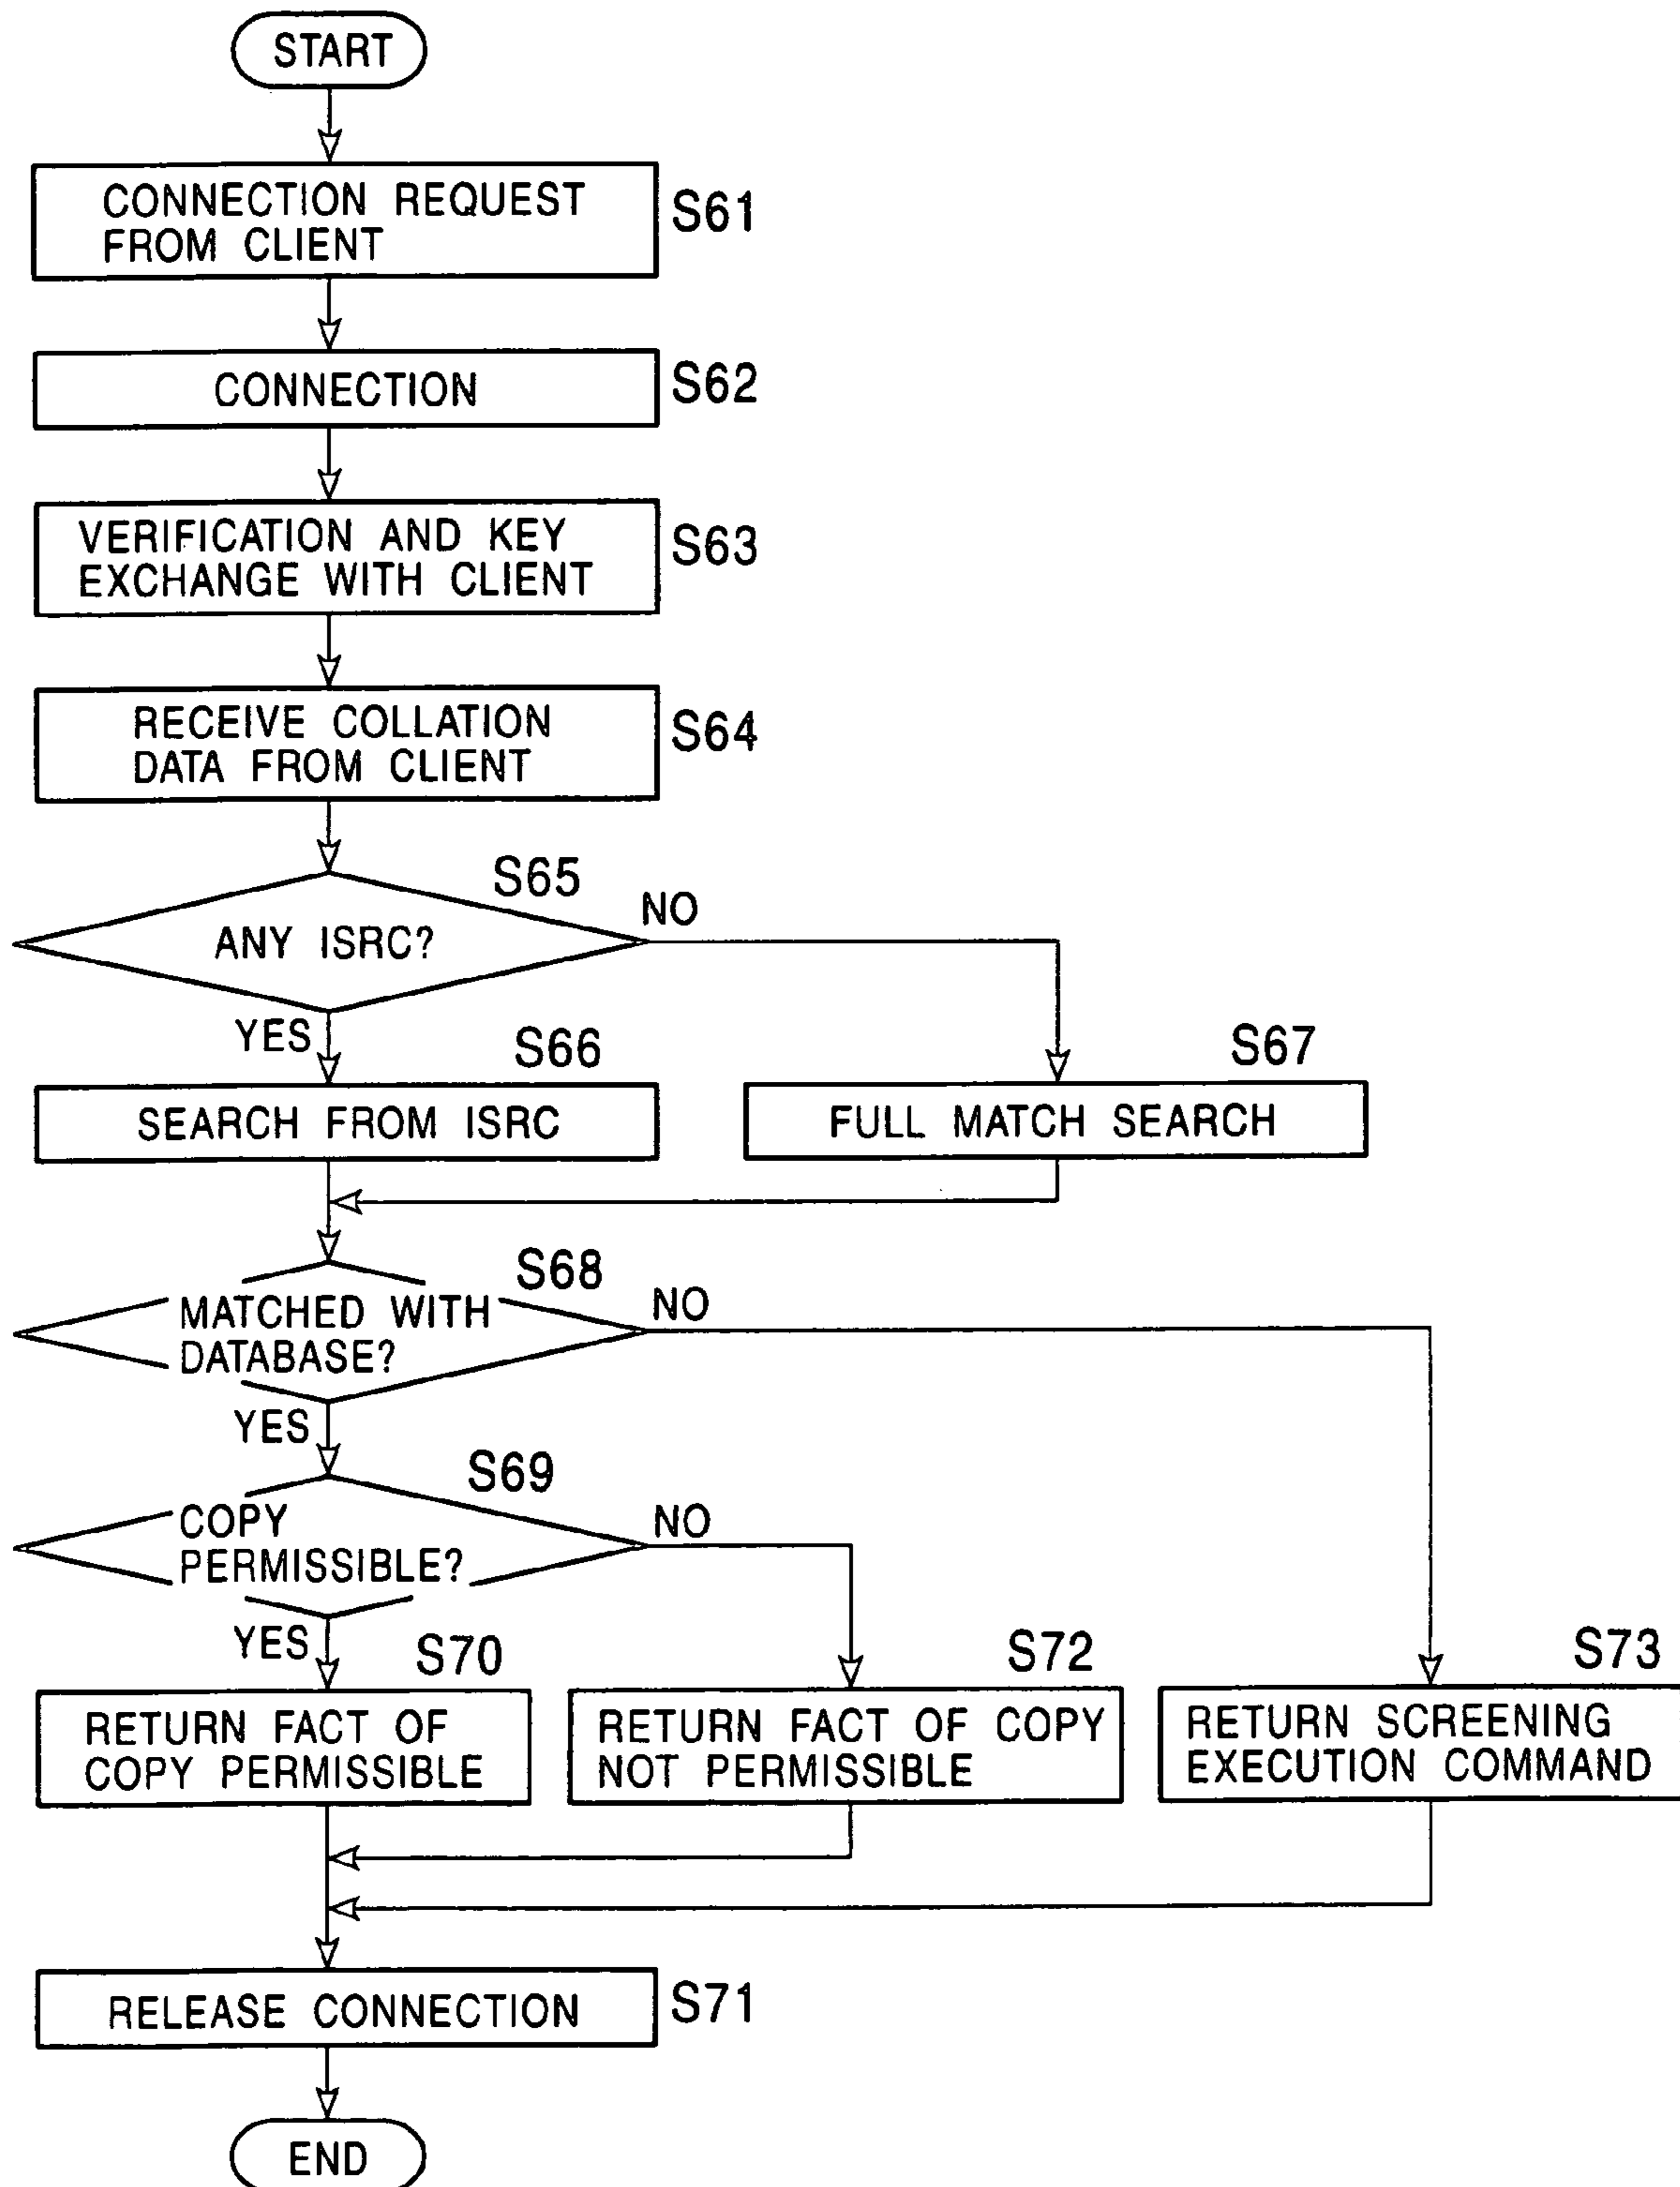 START
CONNECTION REQUEST
FROM CLIENT
S61
CONNECTION
S62
VERIFICATION AND KEY
EXCHANGE WITH CLIENT
S63
RECEIVE COLLATION
DATA FROM CLIENT
S64
S65
ANY ISRC?
NO
YES
S66
S67
SEARCH FROM ISRC
FULL MATCH SEARCH
S68
MATCHED WITH
DATABASE?
NO
YES
S69
COPY
PERMISSIBLE?
NO
YES
S70
RETURN FACT OF
COPY PERMISSIBLE
S72
RETURN FACT OF COPY
NOT PERMISSIBLE
S73
RETURN SCREENING
EXECUTION COMMAND
RELEASE CONNECTION
S71
END